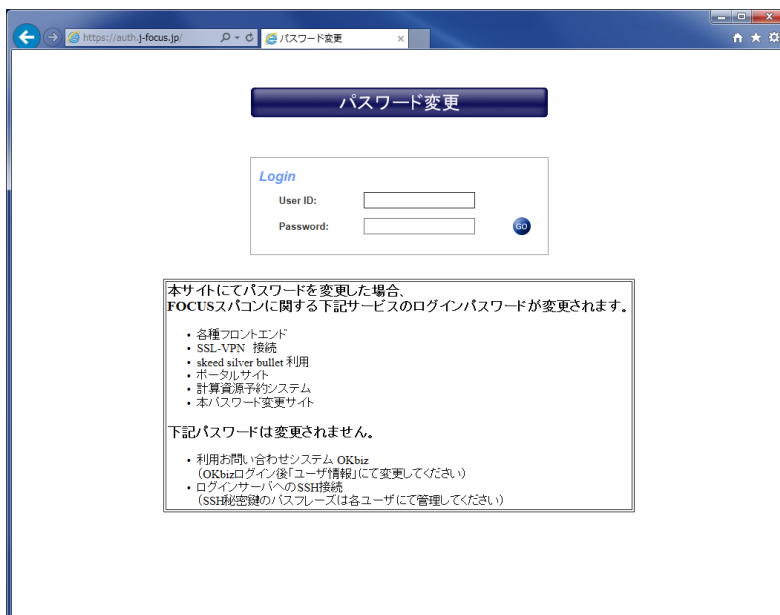 https://auth.j-focus.jp/
パスワード変更
パスワード変更
Login
User ID:
Password:
GO
本サイトにてパスワードを変更した場合、
FOCUSスパコンに関する下記サービスのログインパスワードが変更されます。
• 各種フロントエンド
• SSL-VPN 接続
• skeed silver bullet 利用
• ポータルサイト
• 計算資源予約システム
• 本パスワード変更サイト
下記パスワードは変更されません。
• 利用お問い合わせシステム OKbiz
（OKbizログイン後「ユーザ情報」にて変更してください）
• ログインサーバへのSSH接続
（SSH秘密鍵のパスフレーズは各ユーザにて管理してください）